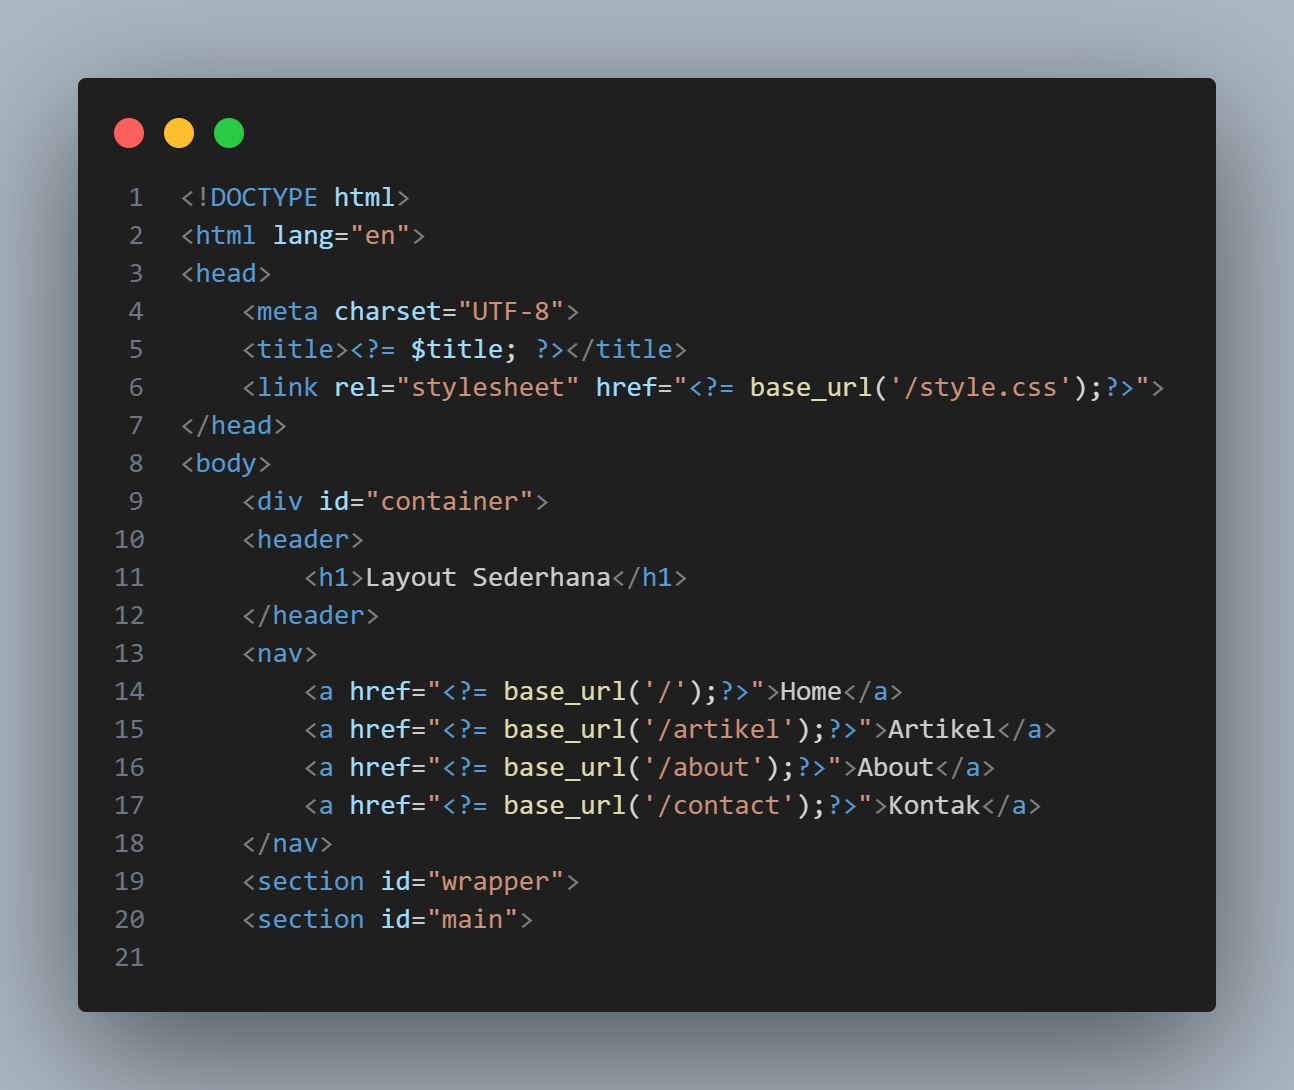 1 <!DOCTYPE html>
2 <html lang="en">
3 <head>
4     <meta charset="UTF-8">
5     <title><?= $title; ?></title>
6     <link rel="stylesheet" href="<?= base_url('/style.css');?>">
7 </head>
8 <body>
9     <div id="container">
10     <header>
11         <h1>Layout Sederhana</h1>
12     </header>
13     <nav>
14         <a href="<?= base_url('/');?>">Home</a>
15         <a href="<?= base_url('/artikel');?>">Artikel</a>
16         <a href="<?= base_url('/about');?>">About</a>
17         <a href="<?= base_url('/contact');?>">Kontak</a>
18     </nav>
19     <section id="wrapper">
20     <section id="main">
21